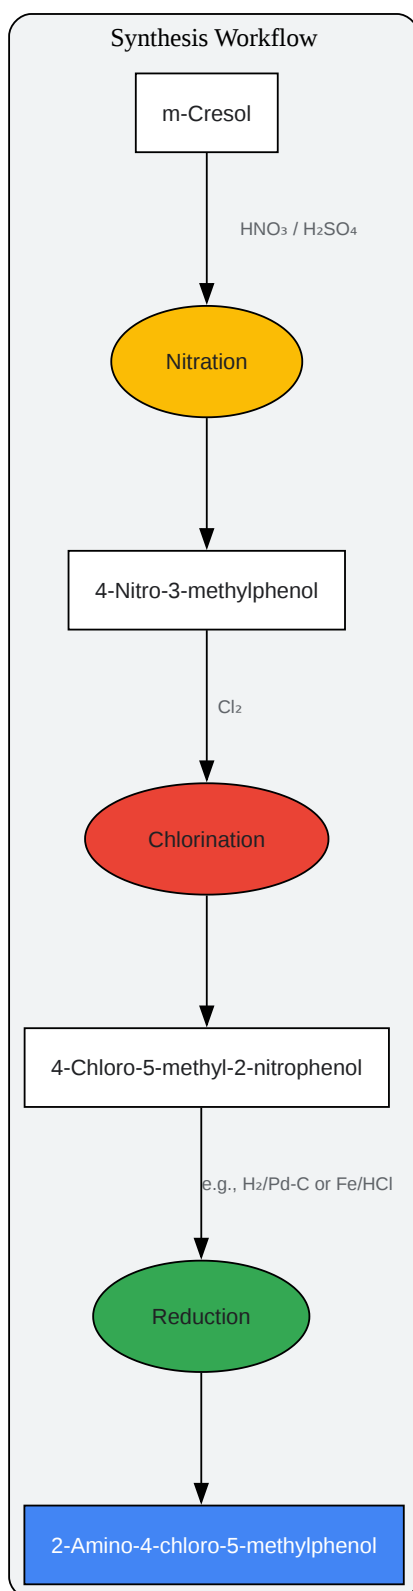 Synthesis Workflow
m-Cresol
HNO₃ / H₂SO₄
Nitration
4-Nitro-3-methylphenol
Cl₂
Chlorination
4-Chloro-5-methyl-2-nitrophenol
e.g., H₂/Pd-C or Fe/HCl
Reduction
2-Amino-4-chloro-5-methylphenol